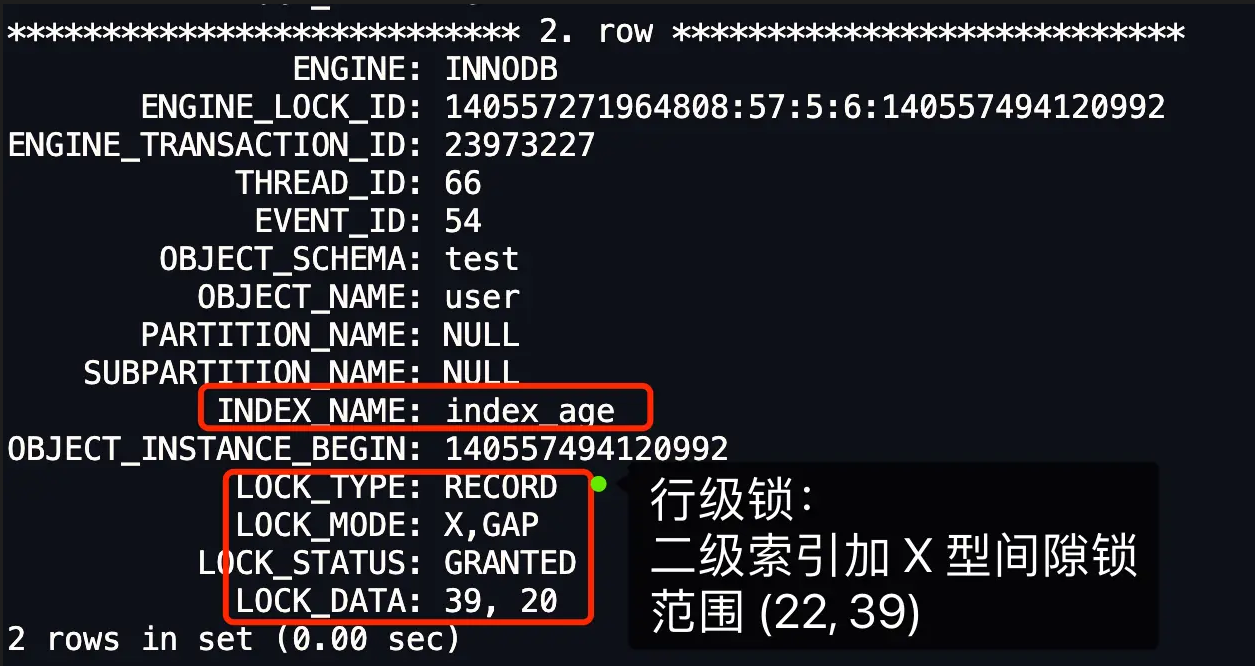 *************************** 2. row ***************************
ENGINE: INNODB
ENGINE_LOCK_ID: 140557271964808:57:5:6:140557494120992
ENGINE_TRANSACTION_ID: 23973227
THREAD_ID: 66
EVENT_ID: 54
OBJECT_SCHEMA: test
OBJECT_NAME: user
PARTITION_NAME: NULL
SUBPARTITION_NAME: NULL
INDEX_NAME: index_age
OBJECT_INSTANCE_BEGIN: 140557494120992
LOCK_TYPE: RECORD
LOCK_MODE: X,GAP
LOCK_STATUS: GRANTED
LOCK_DATA: 39, 20
2 rows in set (0.00 sec)
行级锁：
二级索引加 X 型间隙锁
范围 (22, 39)